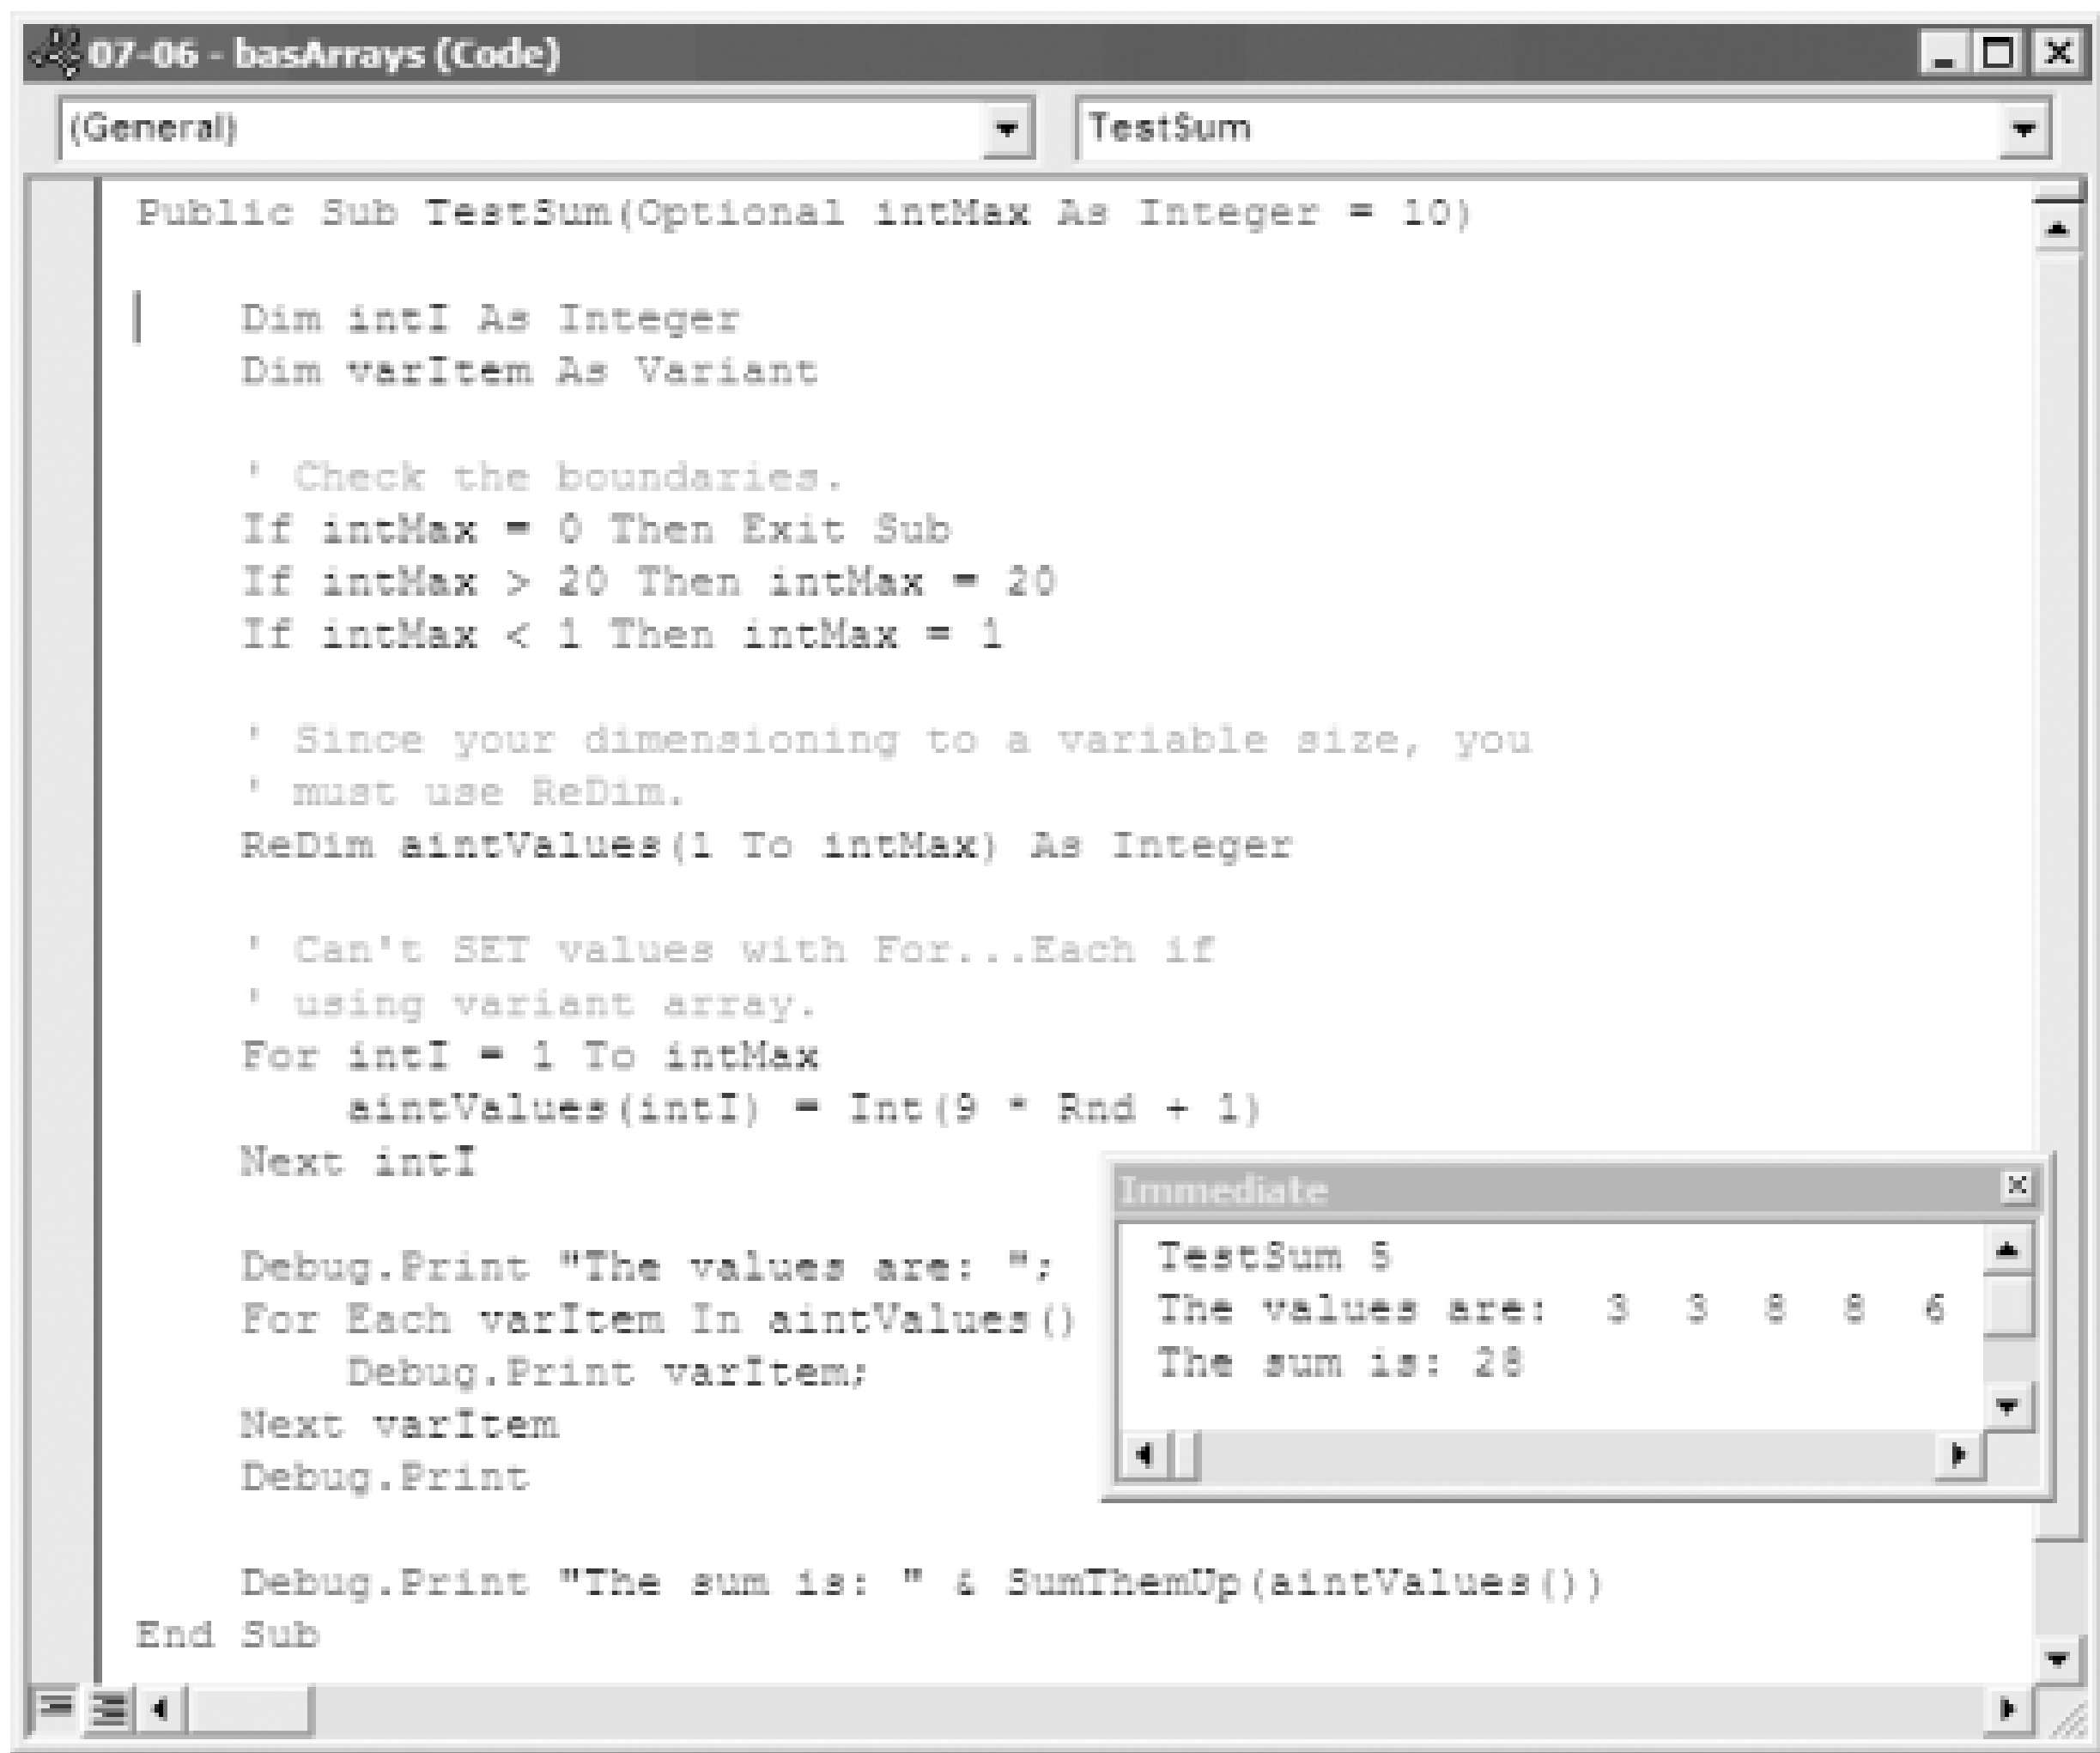 07-06 - basArrays (Code)
(General)
TestSum
Public Sub TestSum(Optional intMax As Integer = 10)
Dim intI As Integer
Dim varItem As Variant
' Check the boundaries.
If intMax = 0 Then Exit Sub
If intMax > 20 Then intMax = 20
If intMax < 1 Then intMax = 1
' Since your dimensioning to a variable size, you
' must use ReDim.
ReDim aintValues(1 To intMax) As Integer
' Can't SET values with For...Each if
' using variant array.
For intI = 1 To intMax
aintValues(intI) = Int(9 * Rnd + 1)
Next intI
Debug.Print "The values are: ";
For Each varItem In aintValues()
Debug.Print varItem;
Next varItem
Debug.Print
Debug.Print "The sum is: " & SumThemUp(aintValues())
End Sub
Immediate
TestSum 5
The values are: 3 3 8 8 6
The sum is: 28